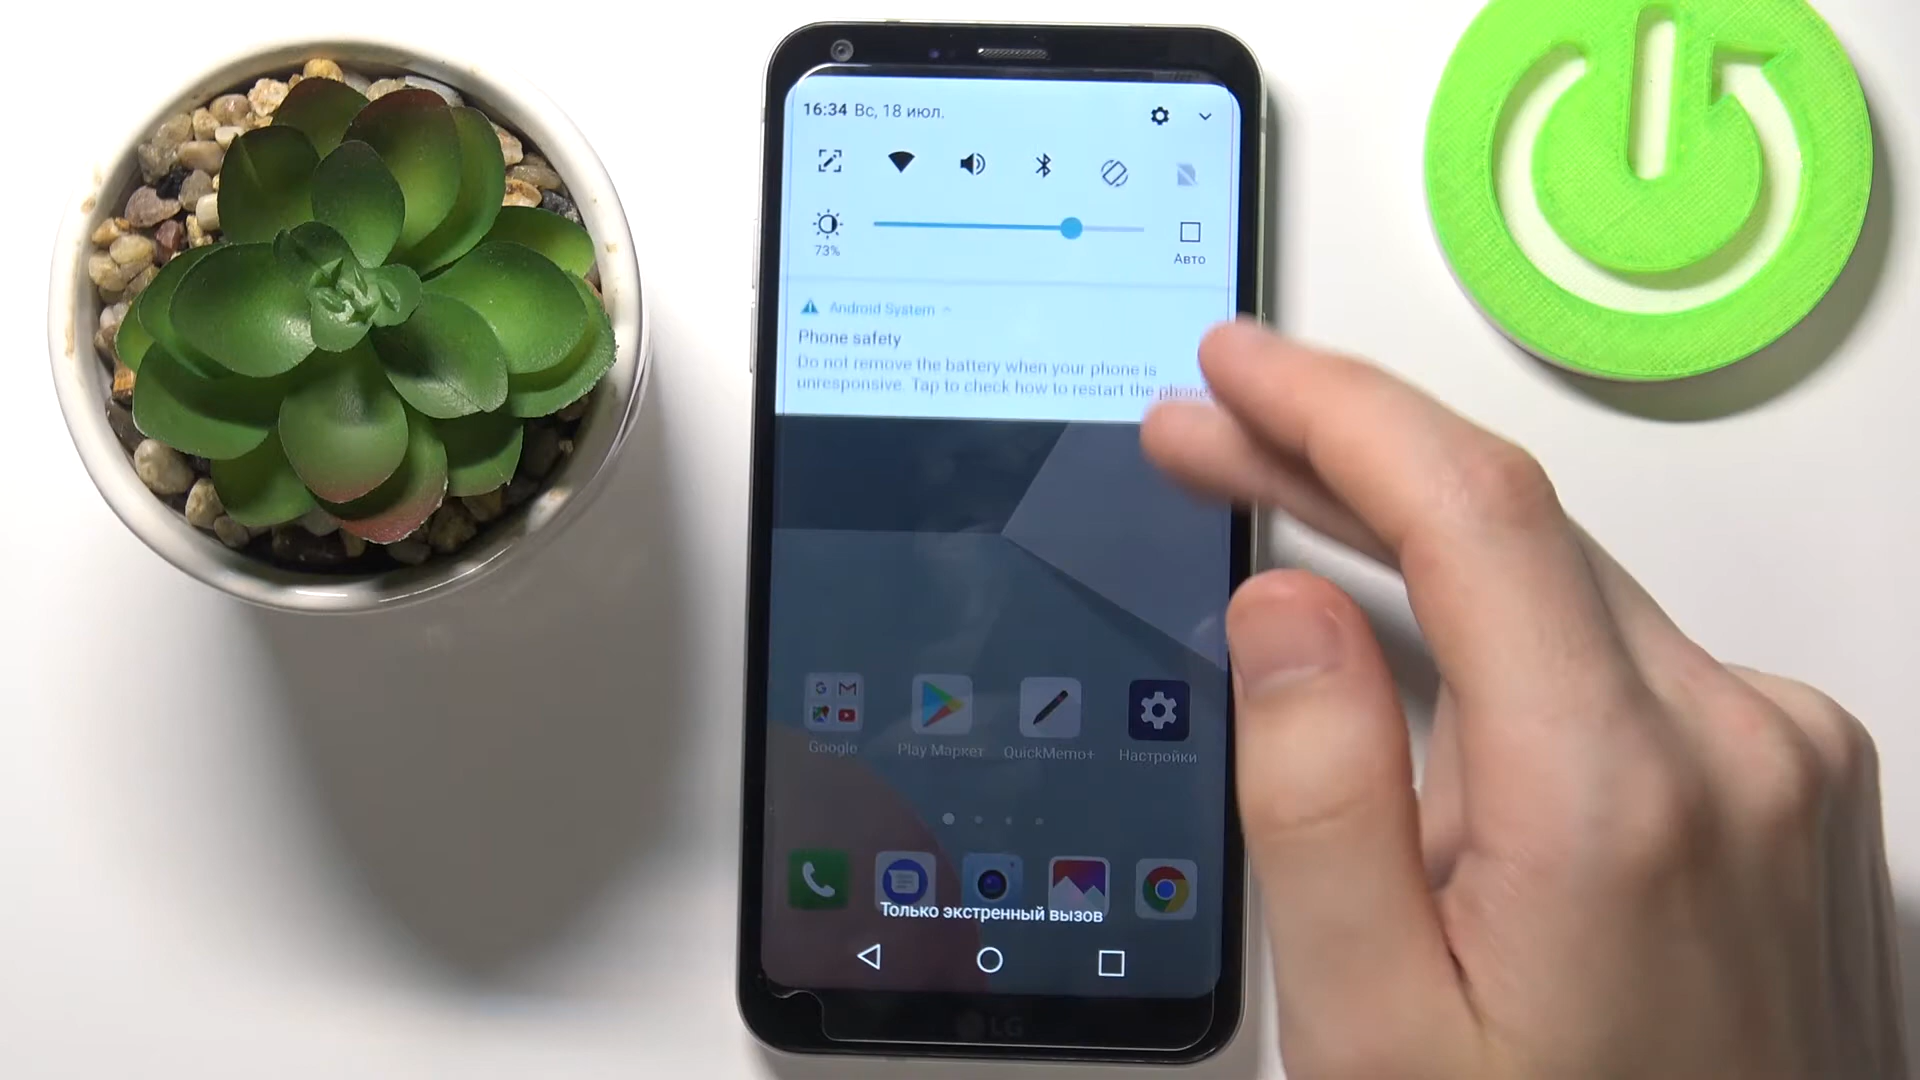 16:34 Вс, 18 июл.
73%
Авто
Android System
Phone safety
Do not remove the battery when your phone is
unresponsive. Tap to check how to restart the phone
Google
Play Маркет
QuickMemo+
Настройки
Только экстренный вызов
LG